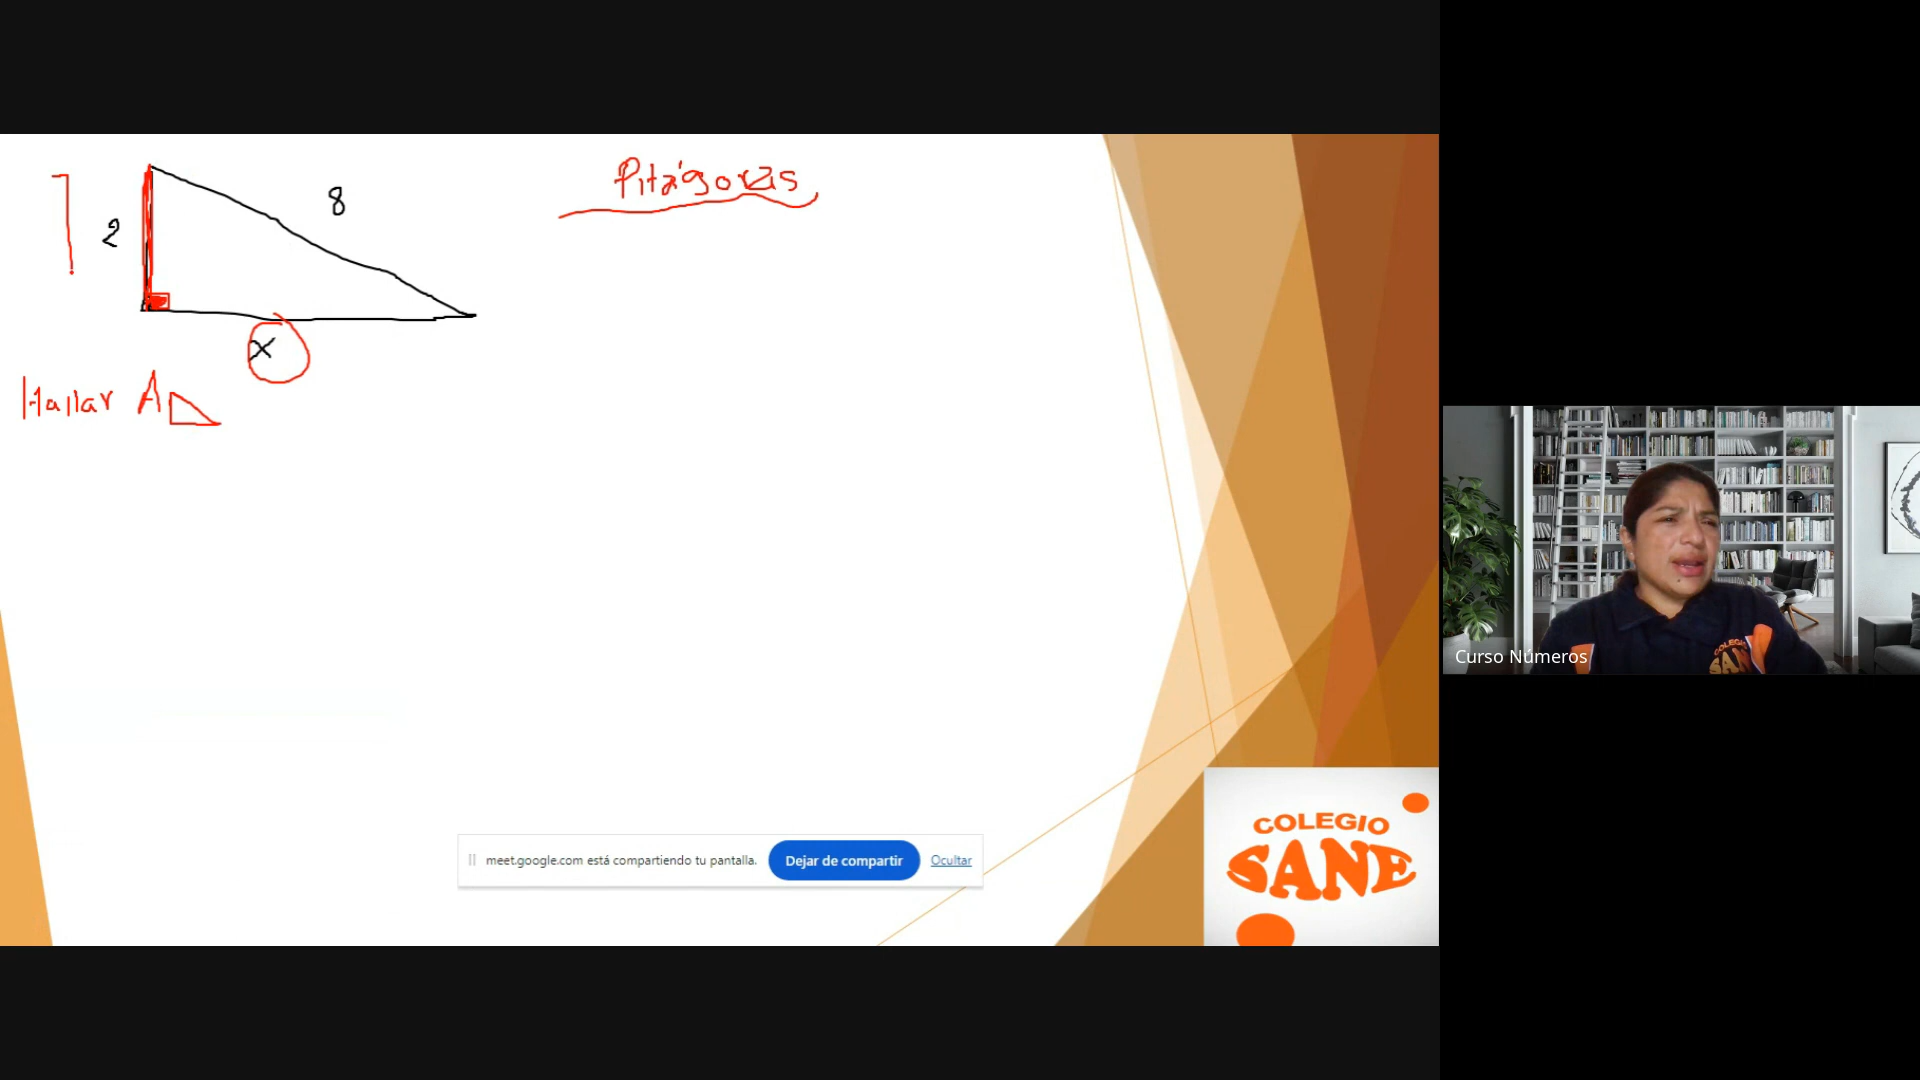 Pitágoras
8
2
x
Hallar A
meet.google.com está compartiendo tu pantalla. Dejar de compartir Ocultar
COLEGIO
SANE
Curso Números
COLEGIO